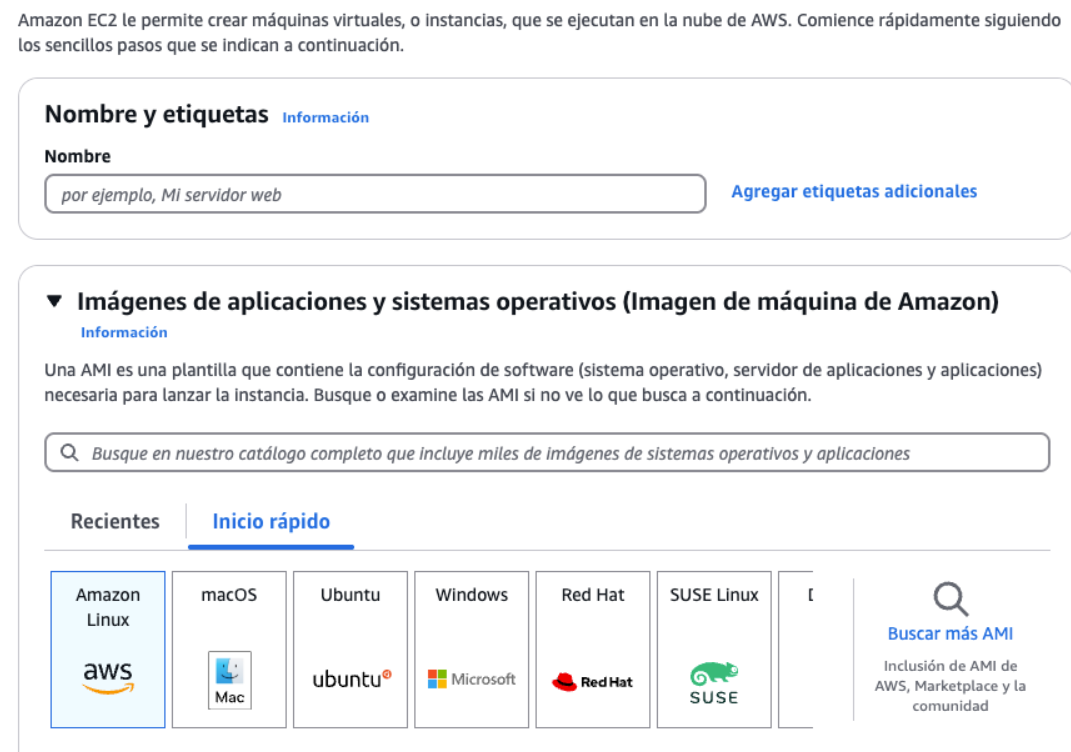 Amazon EC2 le permite crear máquinas virtuales, o instancias, que se ejecutan en la nube de AWS. Comience rápidamente siguiendo
los sencillos pasos que se indican a continuación.
Nombre y etiquetas Información
Nombre
por ejemplo, Mi servidor web
Agregar etiquetas adicionales
Imágenes de aplicaciones y sistemas operativos (Imagen de máquina de Amazon)
Información
Una AMI es una plantilla que contiene la configuración de software (sistema operativo, servidor de aplicaciones y aplicaciones)
necesaria para lanzar la instancia. Busque o examine las AMI si no ve lo que busca a continuación.
Busque en nuestro catálogo completo que incluye miles de imágenes de sistemas operativos y aplicaciones
Recientes Inicio rápido
Amazon
Linux
aws
macOS
Mac
Ubuntu
ubuntu
Windows
Microsoft
Red Hat
Red Hat
SUSE Linux
SUSE
Buscar más AMI
Inclusión de AMI de
AWS, Marketplace y la
comunidad